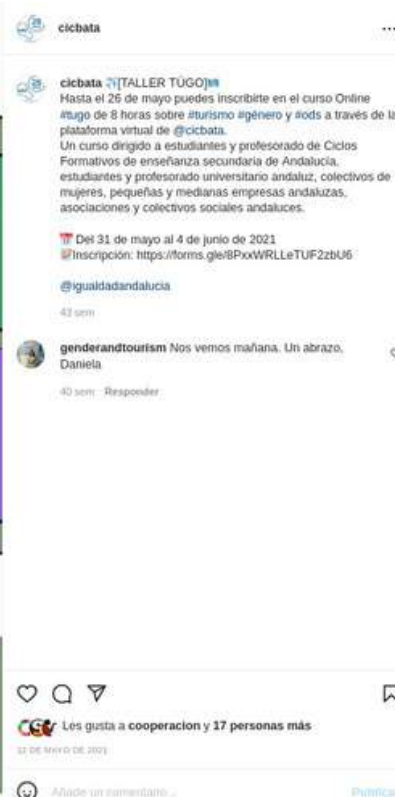 cicbata
cicbata [TALLER TÚGO]
Hasta el 26 de mayo puedes inscribirte en el curso Online
#tugo de 8 horas sobre #turismo #género y #ods a través de la
plataforma virtual de @cicbata.
Un curso dirigido a estudiantes y profesorado de Ciclos
Formativos de enseñanza secundaria de Andalucía,
estudiantes y profesorado universitario andaluz, colectivos de
mujeres, pequeñas y medianas empresas andaluzas,
asociaciones y colectivos sociales andaluces.
Del 31 de mayo al 4 de junio de 2021
Inscripción: https://forms.gle/8PxxWRLLeTUF2zbU6
@igualdadandalucia
43 sem
genderandtourism Nos vemos mañana. Un abrazo,
Daniela
40 sem Responder
Les gusta a cooperacion y 17 personas más
DE MAYO DE 2021
Añade un comentario...
Publica